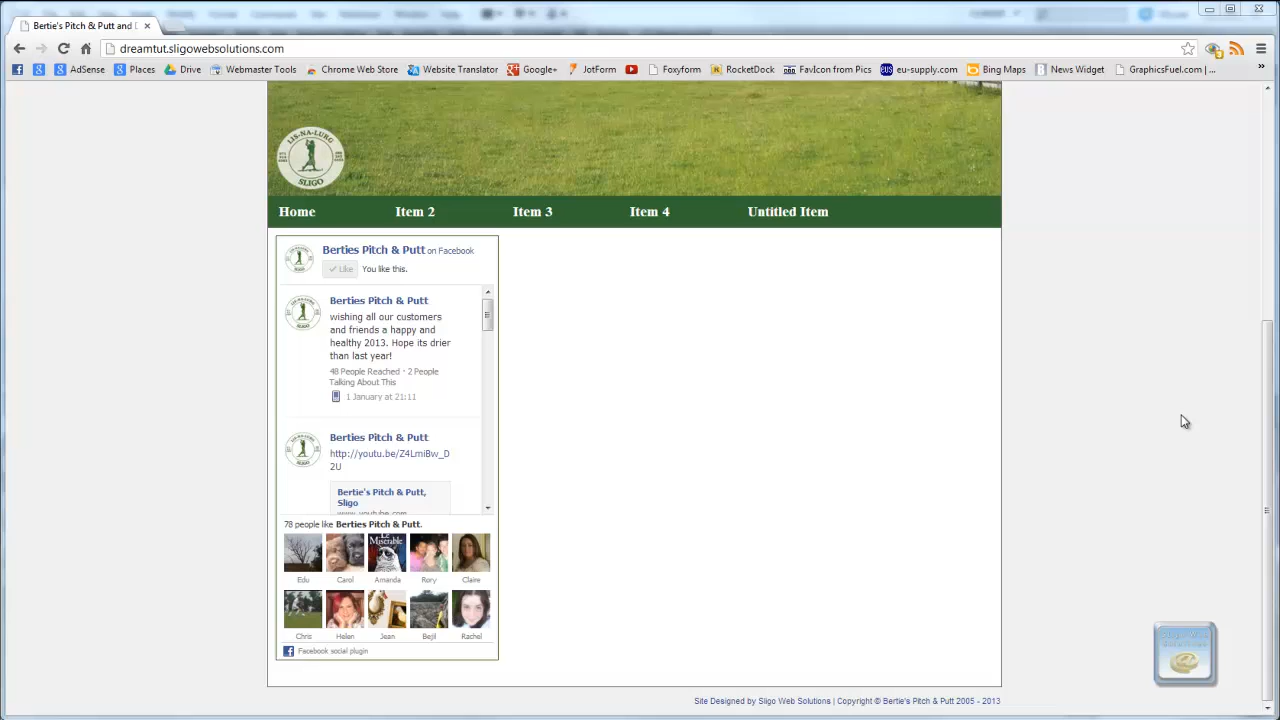 Bertie's Pitch & Putt and
dreamtut.sligowebsolutions.com
AdSense Places Drive Webmaster Tools Chrome Web Store Website Translator Google+ JotForm Foxyform RocketDock FavIcon from Pics eu-supply.com Bing Maps News Widget GraphicsFuel.com | ... »
LIS-NA-LURG
SLIGO
Home Item 2 Item 3 Item 4 Untitled Item
Berties Pitch & Putt on Facebook
Like You like this.
Berties Pitch & Putt
wishing all our customers
and friends a happy and
healthy 2013. Hope its drier
than last year!
48 People Reached · 2 People
Talking About This
1 January at 21:11
Berties Pitch & Putt
http://youtu.be/Z4LmiBw_D
2U
Bertie's Pitch & Putt,
Sligo
www.youtube.com
78 people like Berties Pitch & Putt.
Edu Carol Amanda Rory Claire
Chris Helen Jean Bejil Rachel
Facebook social plugin
Site Designed by Sligo Web Solutions | Copyright © Bertie's Pitch & Putt 2005 - 2013